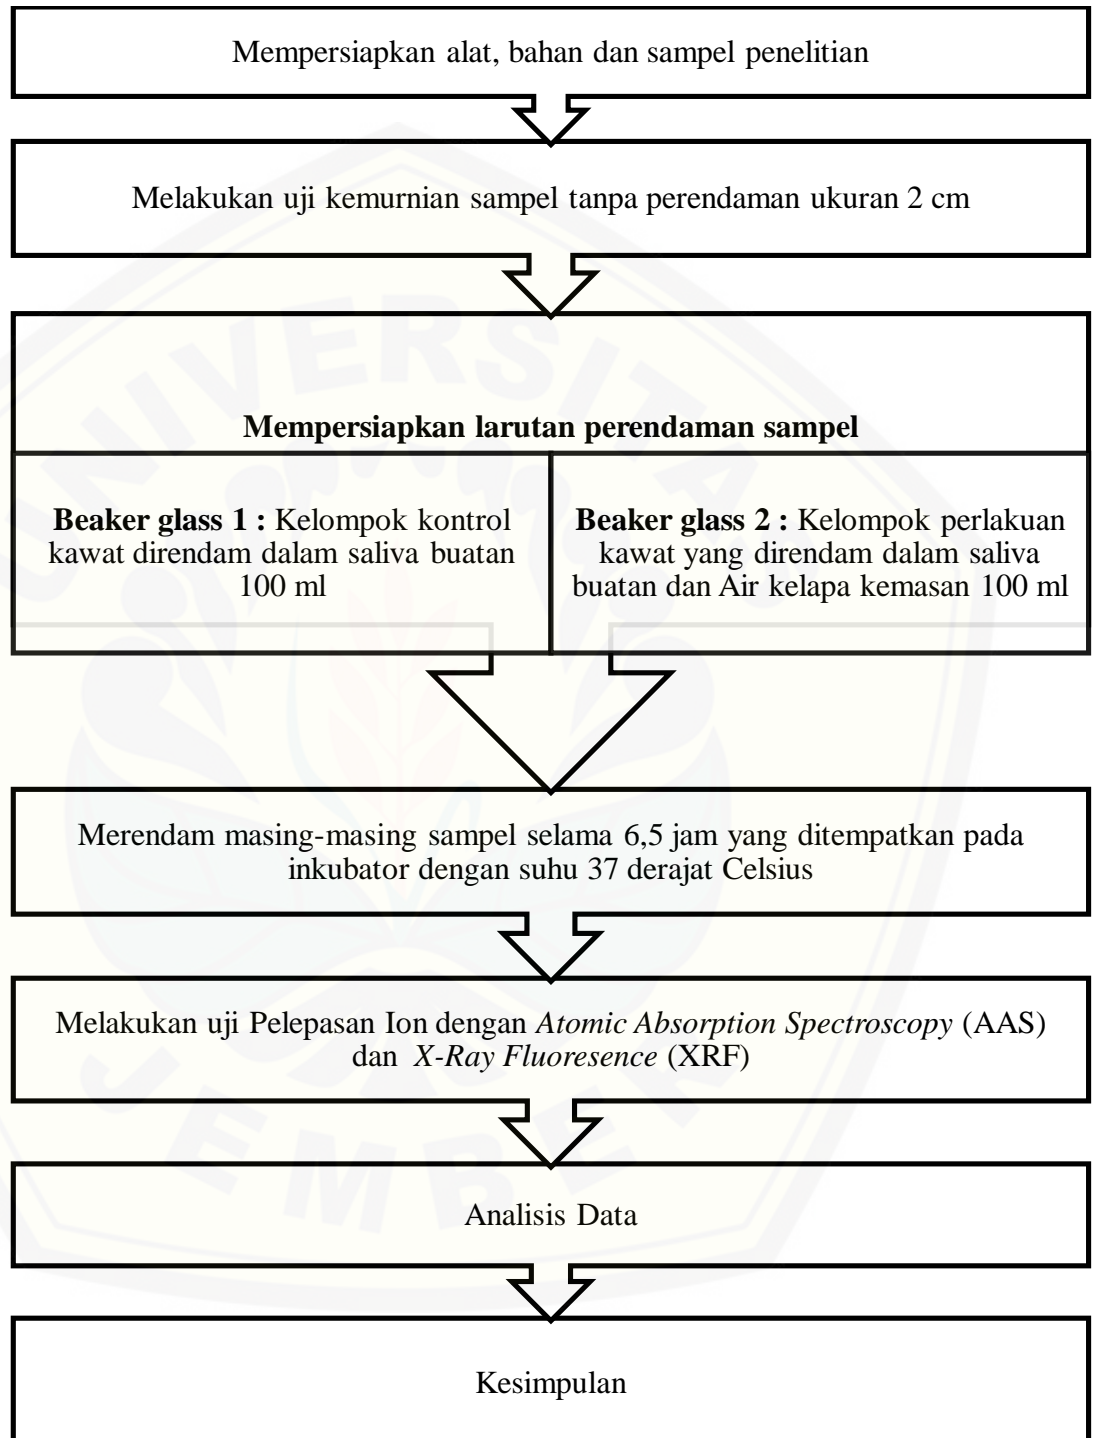 Mempersiapkan alat, bahan dan sampel penelitian
Melakukan uji kemurnian sampel tanpa perendaman ukuran 2 cm
Mempersiapkan larutan perendaman sampel
Beaker glass 1 : Kelompok kontrol
kawat direndam dalam saliva buatan
100 ml
Beaker glass 2 : Kelompok perlakuan
kawat yang direndam dalam saliva
buatan dan Air kelapa kemasan 100 ml
Merendam masing-masing sampel selama 6,5 jam yang ditempatkan pada
inkubator dengan suhu 37 derajat Celsius
Melakukan uji Pelepasan Ion dengan Atomic Absorption Spectroscopy (AAS)
dan X-Ray Fluoresence (XRF)
Analisis Data
Kesimpulan
UNIVERSITAS
JEMBER